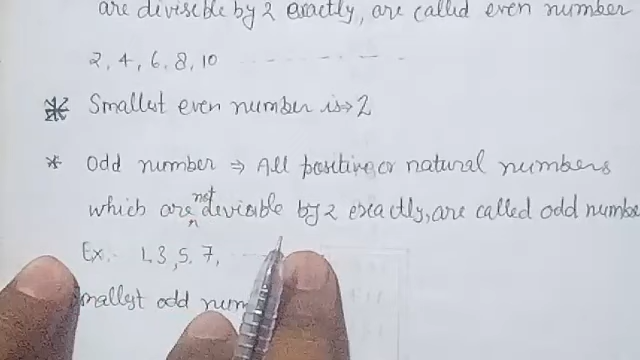 are divisible by 2 exactly, are called even number
2, 4, 6, 8, 10 - - - - - -
* Smallest even number is ⇒ 2
* Odd number ⇒ All positive or natural numbers
which are not devisible by 2 exactly, are called odd numbe
Ex:- 1, 3, 5, 7,
smallest odd num